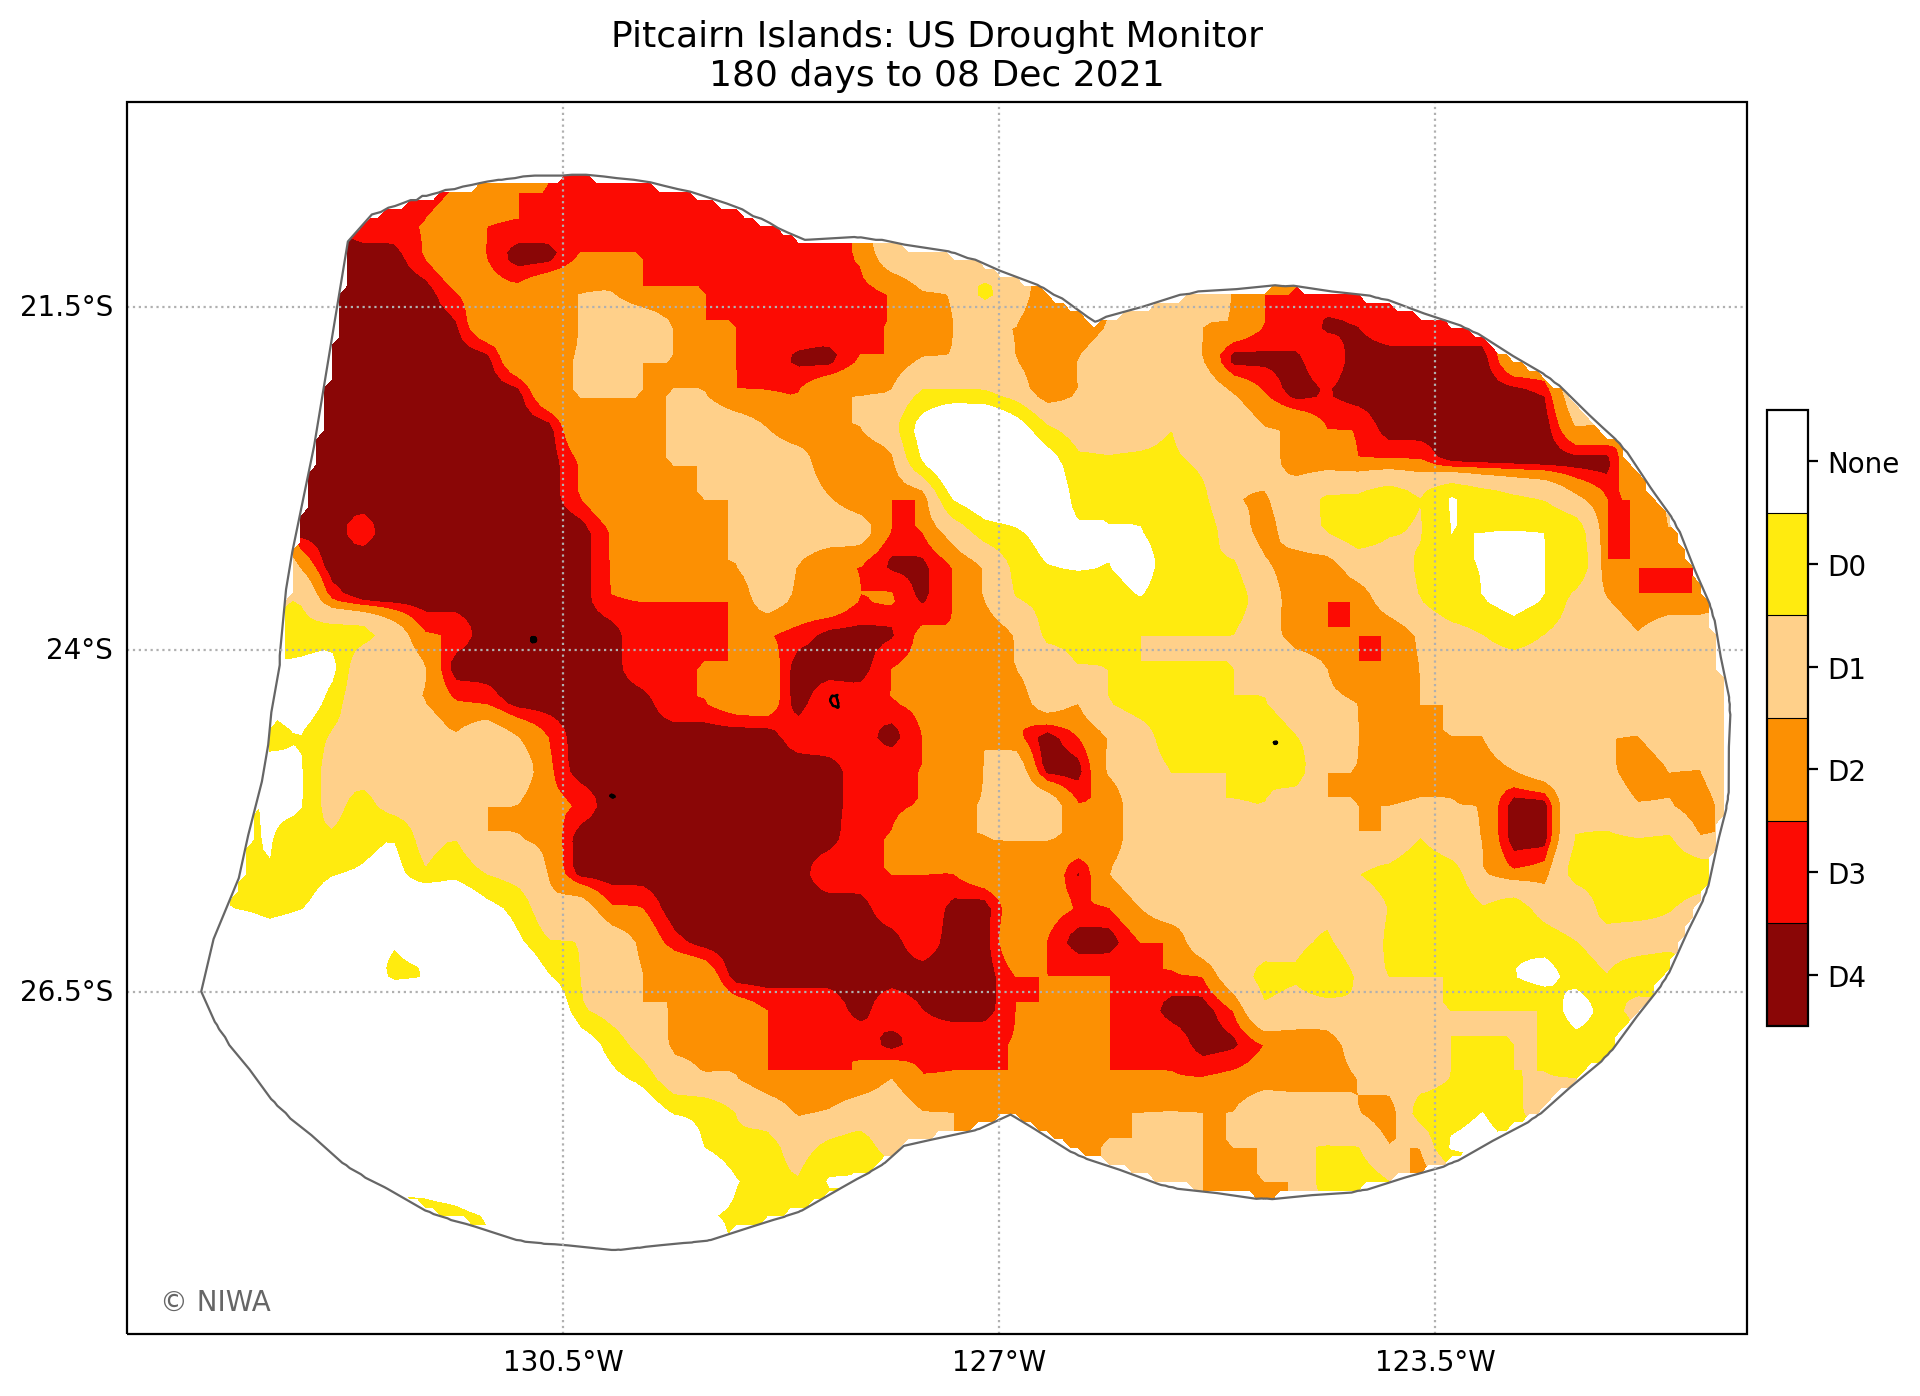 Pitcairn Islands: US Drought Monitor
180 days to 08 Dec 2021
21.5°S
24°S
26.5°S
130.5°W
127°W
123.5°W
None
D0
D1
D2
D3
D4
© NIWA